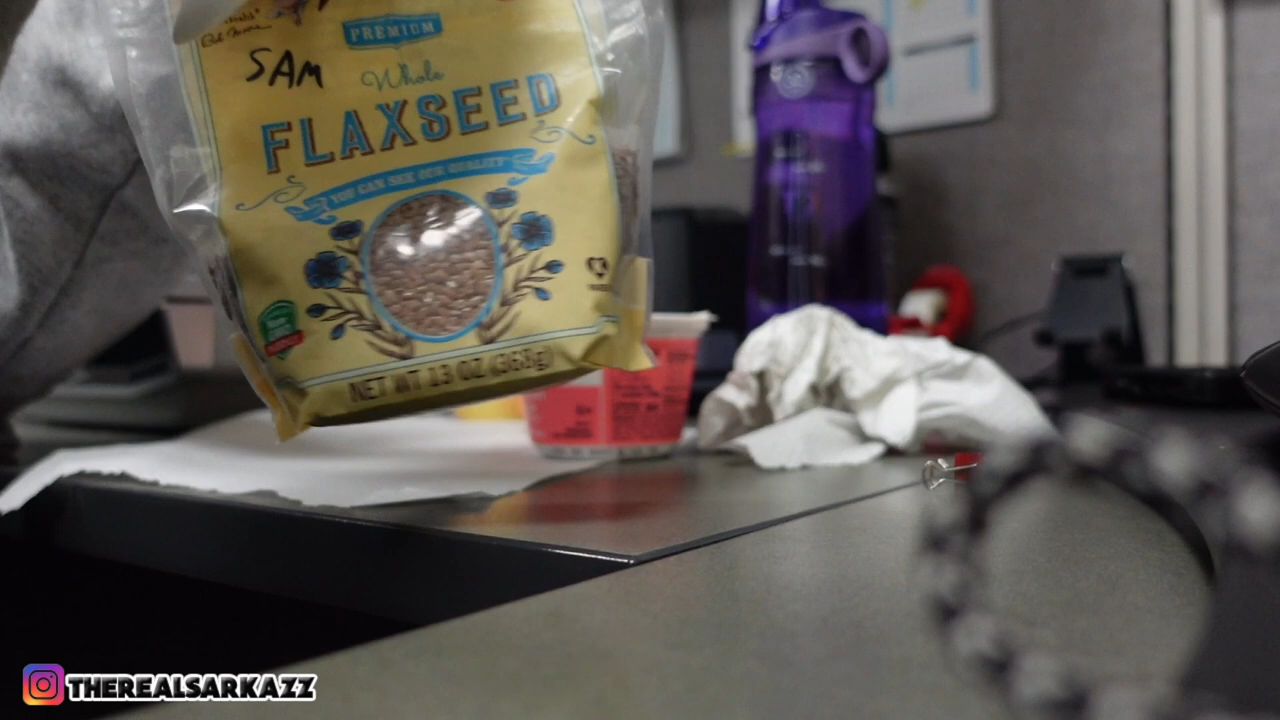 PREMIUM
SAM
Whole
FLAXSEED
YOU CAN SEE OUR QUALITY
NET WT 13 OZ (368g)
THEREALSARKAZZ